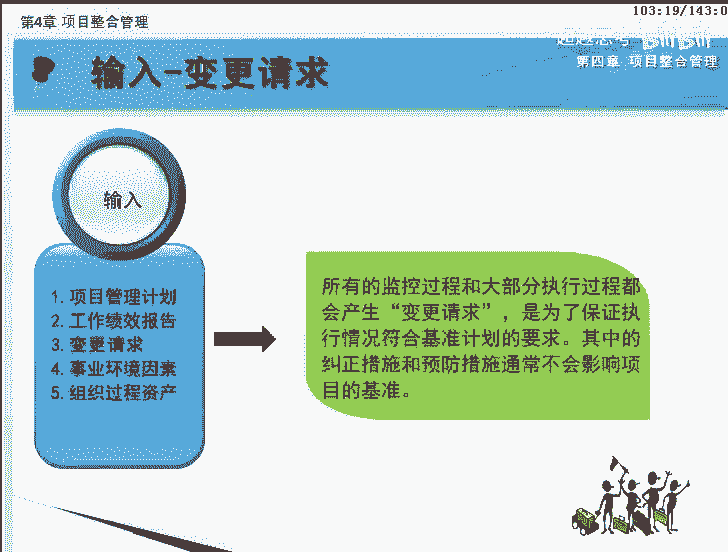 103:19/143:0
第4章 项目整合管理
bilibili
第四章 项目整合管理
输入-变更请求
输入
1. 项目管理计划
2. 工作绩效报告
3. 变更请求
4. 事业环境因素
5. 组织过程资产
所有的监控过程和大部分执行过程都
会产生“变更请求”，是为了保证执
行情况符合基准计划的要求。其中的
纠正措施和预防措施通常不会影响项
目的基准。